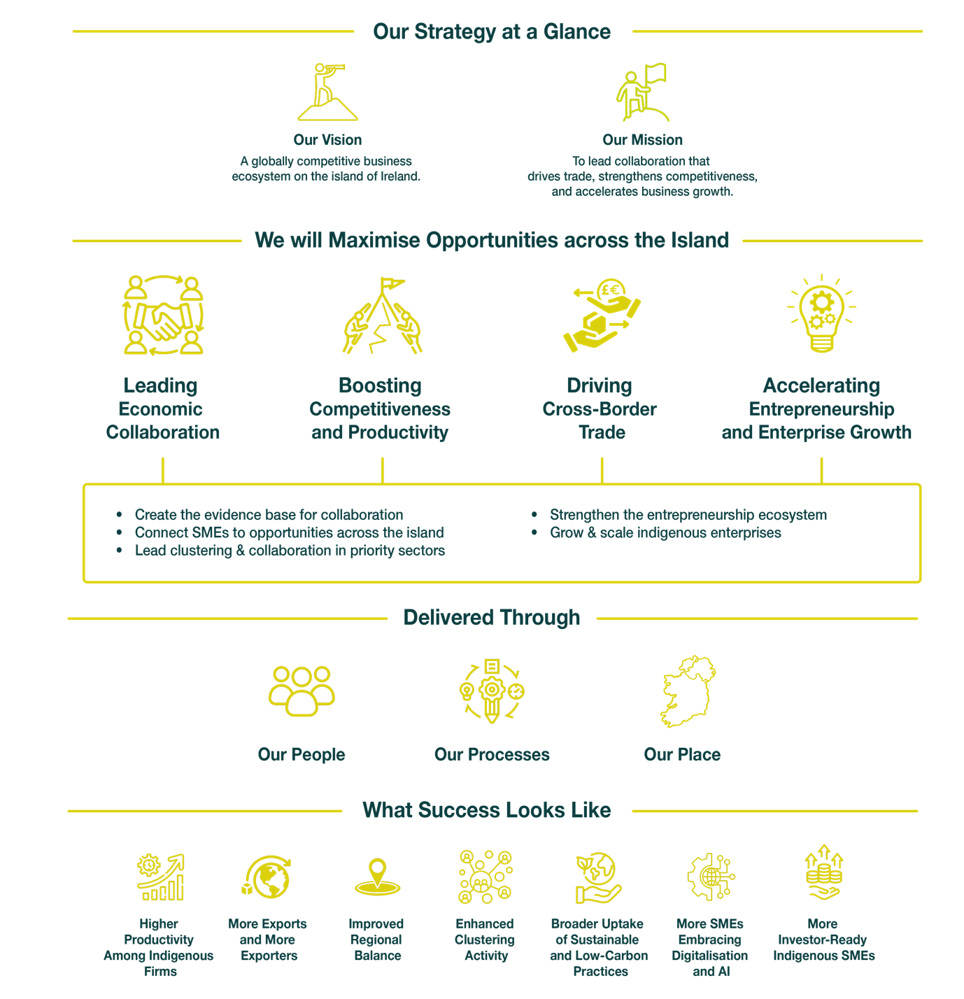 Our Strategy at a Glance
Our Vision
A globally competitive business
ecosystem on the island of Ireland.
Our Mission
To lead collaboration that
drives trade, strengthens competitiveness,
and accelerates business growth.
We will Maximise Opportunities across the Island
£€
Leading
Economic
Collaboration
Boosting
Competitiveness
and Productivity
Driving
Cross-Border
Trade
Accelerating
Entrepreneurship
and Enterprise Growth
• Create the evidence base for collaboration
• Connect SMEs to opportunities across the island
• Lead clustering & collaboration in priority sectors
• Strengthen the entrepreneurship ecosystem
• Grow & scale indigenous enterprises
Delivered Through
Our People
Our Processes
Our Place
What Success Looks Like
Higher
Productivity
Among Indigenous
Firms
More Exports
and More
Exporters
Improved
Regional
Balance
Enhanced
Clustering
Activity
Broader Uptake
of Sustainable
and Low-Carbon
Practices
More SMEs
Embracing
Digitalisation
and AI
More
Investor-Ready
Indigenous SMEs